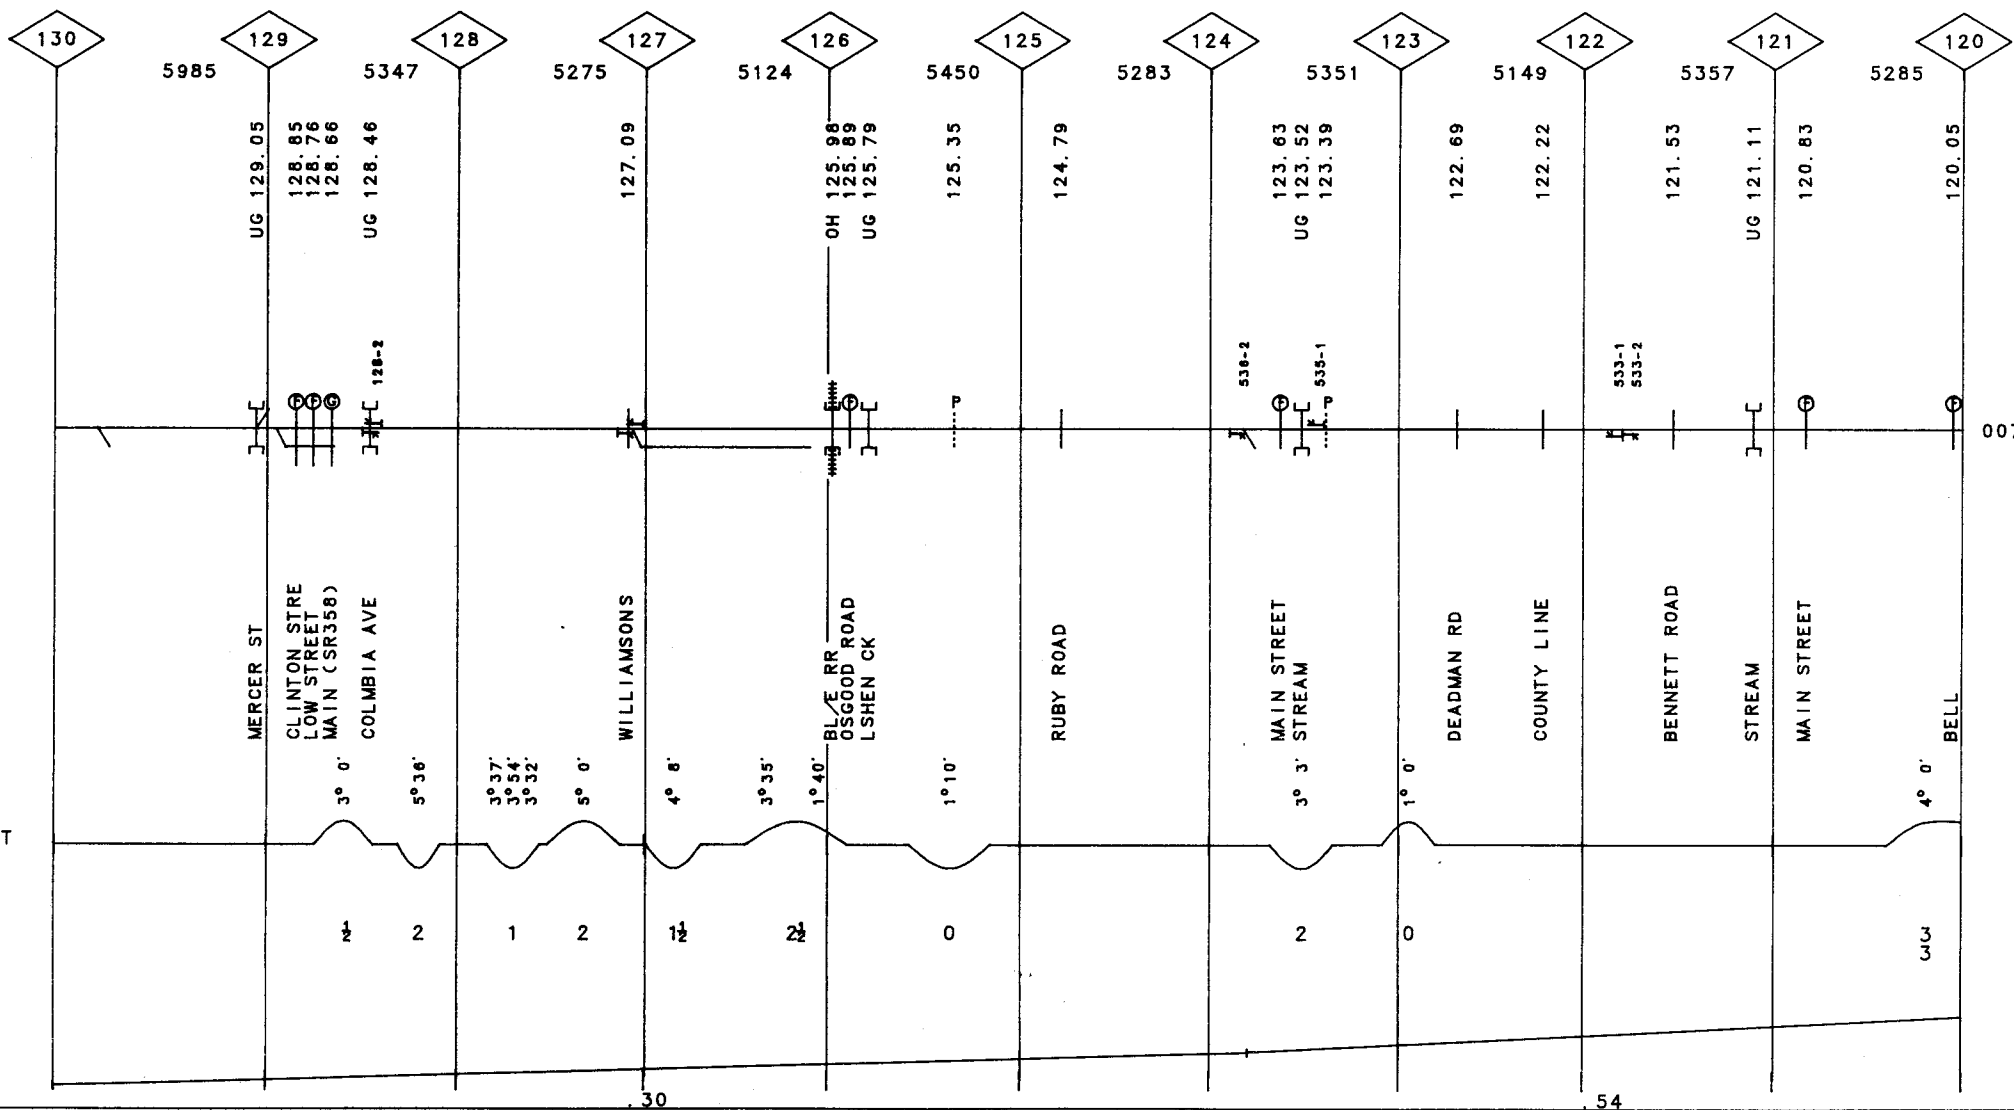 130 129 128 127 126 125 124 123 122 121 120
5985 5347 5275 5124 5450 5283 5351 5149 5357 5285
UG 129.05
128.85
128.76
128.66
UG 128.46
127.09
OH 125.98
125.89
UG 125.79
125.35
124.79
123.63
UG 123.52
123.39
122.69
122.22
121.53
UG 121.11
120.83
120.05
128-2
536-2
535-1
533-1
533-2
F F G F P F P F F
007
MERCER ST
CLINTON STRE
LOW STREET
MAIN (SR358)
COLMBIA AVE
WILLIAMSONS
BL/E RR
OSGOOD ROAD
LSHEN CK
RUBY ROAD
MAIN STREET
STREAM
DEADMAN RD
COUNTY LINE
BENNETT ROAD
STREAM
MAIN STREET
BELL
3° 0'
5°36'
3°37'
3°54'
3°32'
5° 0'
4° 8'
3°35'
1°40'
1°10'
3° 3'
1° 0'
4° 0'
T
½ 2 1 2 1½ 2½ 0 2 0 3
3
.30 .54